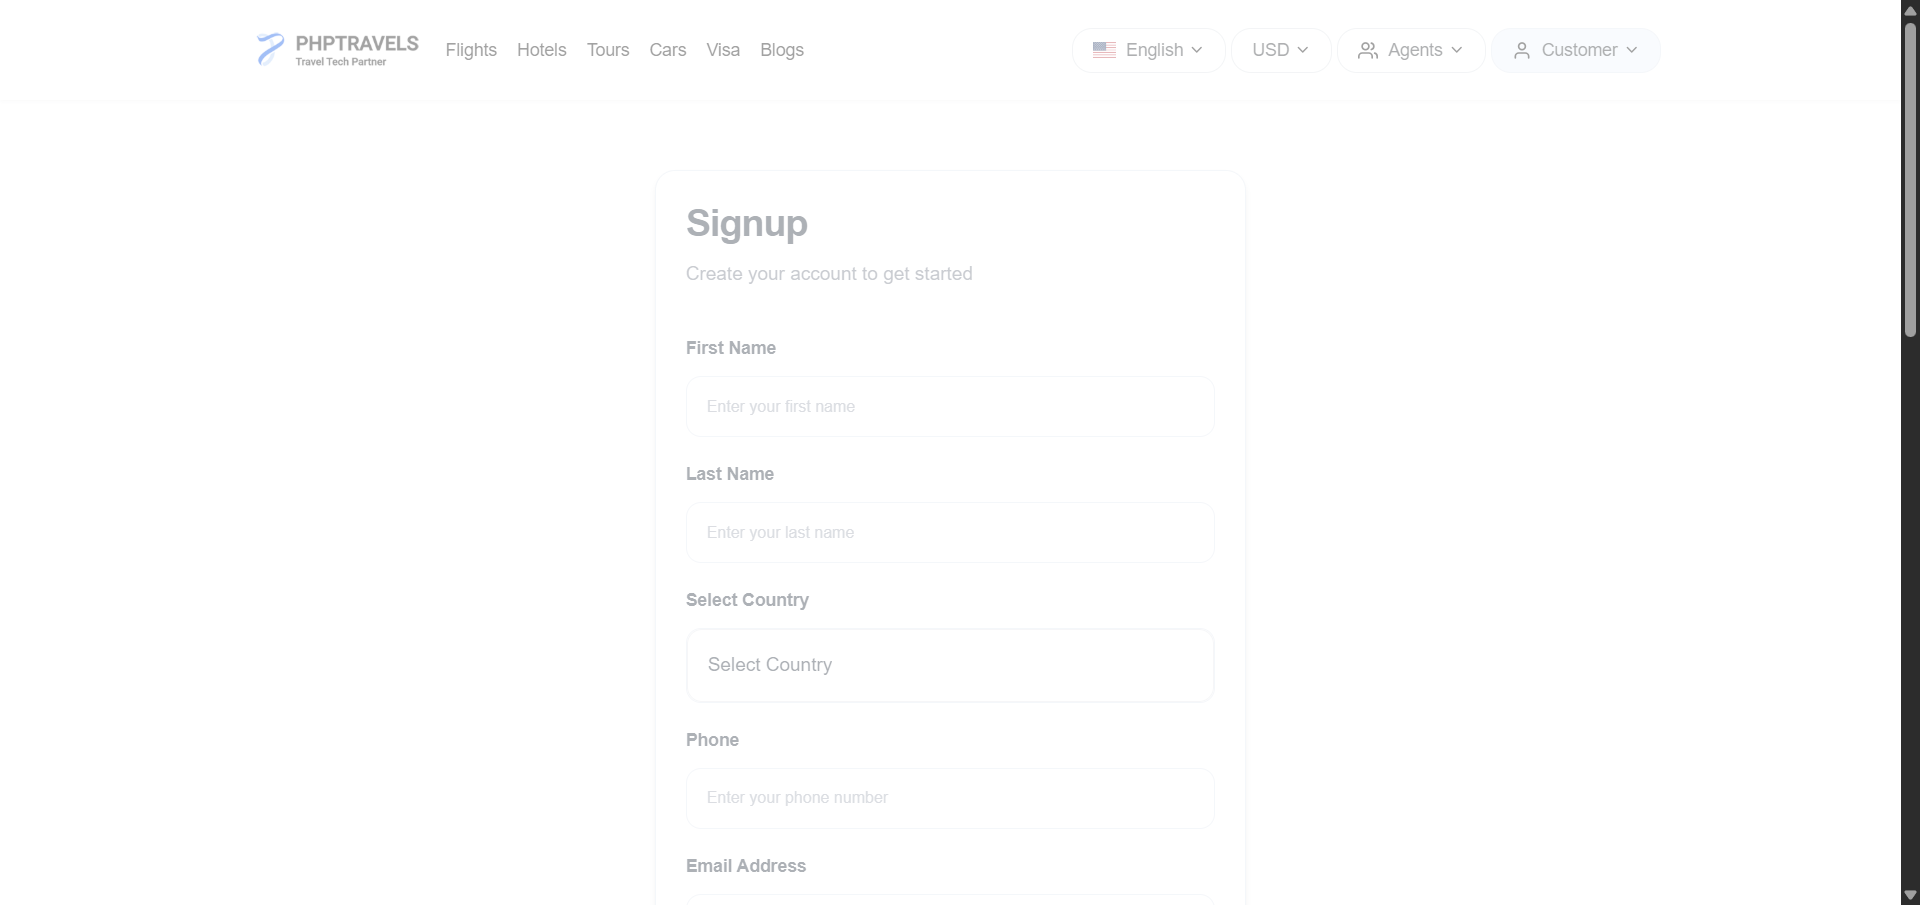 PHPTRAVELS
Travel Tech Partner
Flights Hotels Tours Cars Visa Blogs
English USD Agents Customer
Signup
Create your account to get started
First Name
Enter your first name
Last Name
Enter your last name
Select Country
Select Country
Phone
Enter your phone number
Email Address